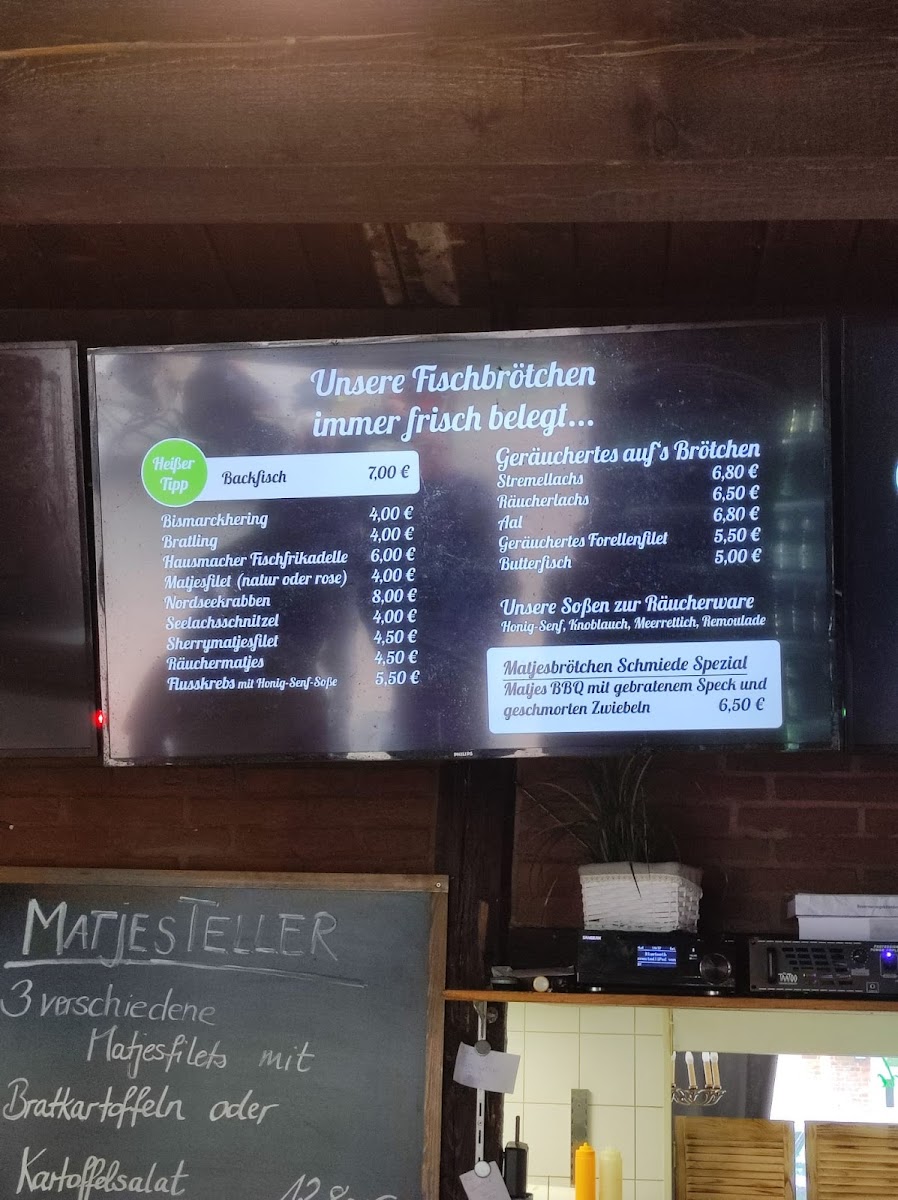 Unsere Fischbrötchen
immer frisch belegt...
Heißer
Tipp
Backfisch 7,00 €
Bismarckhering 4,00 €
Bratling 4,00 €
Hausmacher Fischfrikadelle 6,00 €
Matjesfilet (natur oder rose) 4,00 €
Nordseekrabben 8,00 €
Seelachsschnitzel 4,00 €
Sherrymatjesfilet 4,50 €
Räuchermatjes 4,50 €
Flusskrebs mit Honig-Senf-Soße 5,50 €
Geräuchertes auf's Brötchen
Stremellachs 6,80 €
Räucherlachs 6,50 €
Aal 6,80 €
Geräuchertes Forellenfilet 5,50 €
Butterfisch 5,00 €
Unsere Soßen zur Räucherware
Honig-Senf, Knoblauch, Meerrettich, Remoulade
Matjesbrötchen Schmiede Spezial
Matjes BBQ mit gebratenem Speck und
geschmorten Zwiebeln 6,50 €
PHILIPS
MATJESTELLER
3 verschiedene
Matjesfilets mit
Bratkartoffeln oder
Kartoffelsalat
SANGEAN